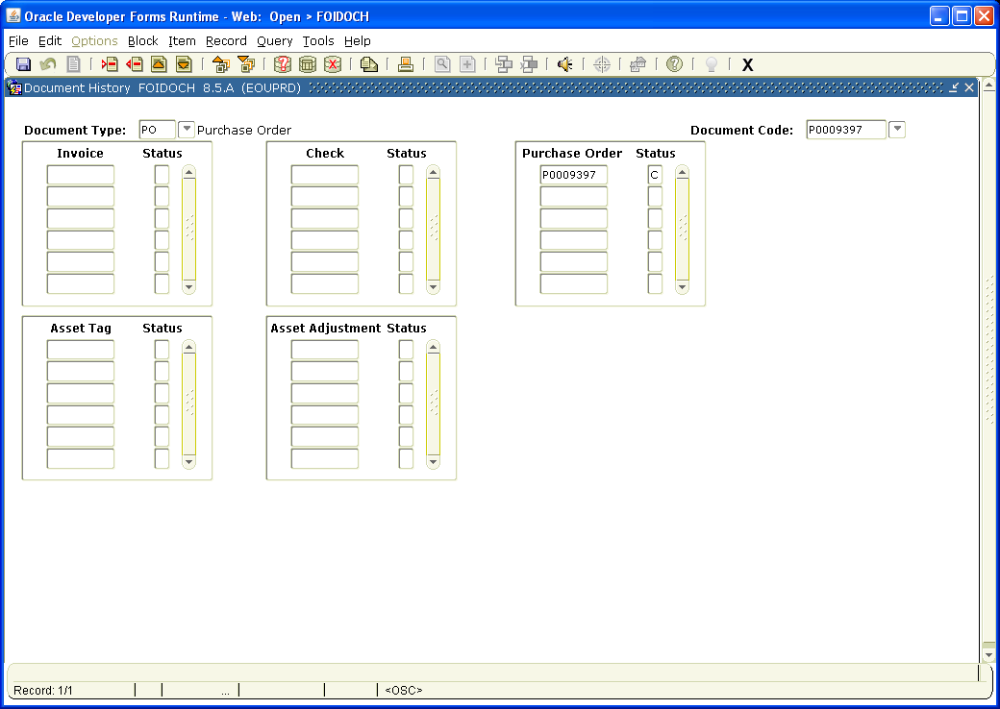 Oracle Developer Forms Runtime - Web: Open > FOIDOCH
File Edit Options Block Item Record Query Tools Help
X
Document History FOIDOCH 8.5.A (EOUPRD)
Document Type: PO Purchase Order Document Code: P0009397
Invoice Status Check Status Purchase Order Status
P0009397 C
Asset Tag Status Asset Adjustment Status
Record: 1/1 ... <OSC>